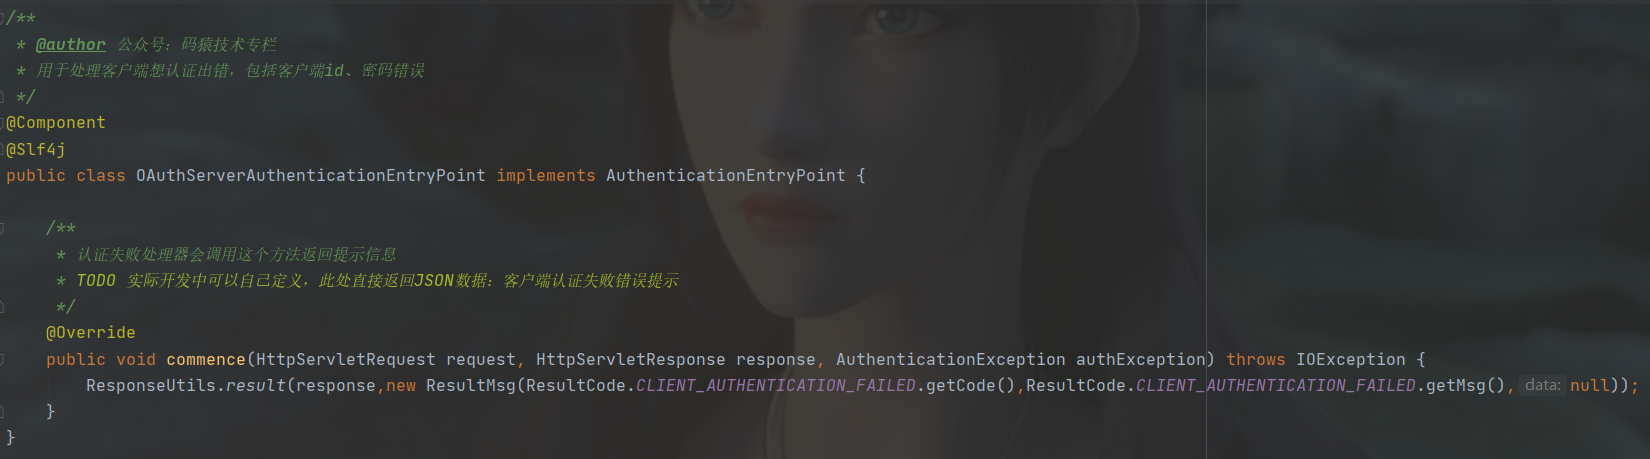 /**
 * @author 公众号：码猿技术专栏
 * 用于处理客户端想认证出错，包括客户端id、密码错误
 */
@Component
@Slf4j
public class OAuthServerAuthenticationEntryPoint implements AuthenticationEntryPoint {
    /**
     * 认证失败处理器会调用这个方法返回提示信息
     * TODO 实际开发中可以自己定义，此处直接返回JSON数据：客户端认证失败错误提示
     */
    @Override
    public void commence(HttpServletRequest request, HttpServletResponse response, AuthenticationException authException) throws IOException {
        ResponseUtils.result(response,new ResultMsg(ResultCode.CLIENT_AUTHENTICATION_FAILED.getCode(),ResultCode.CLIENT_AUTHENTICATION_FAILED.getMsg(), data: null));
    }
}